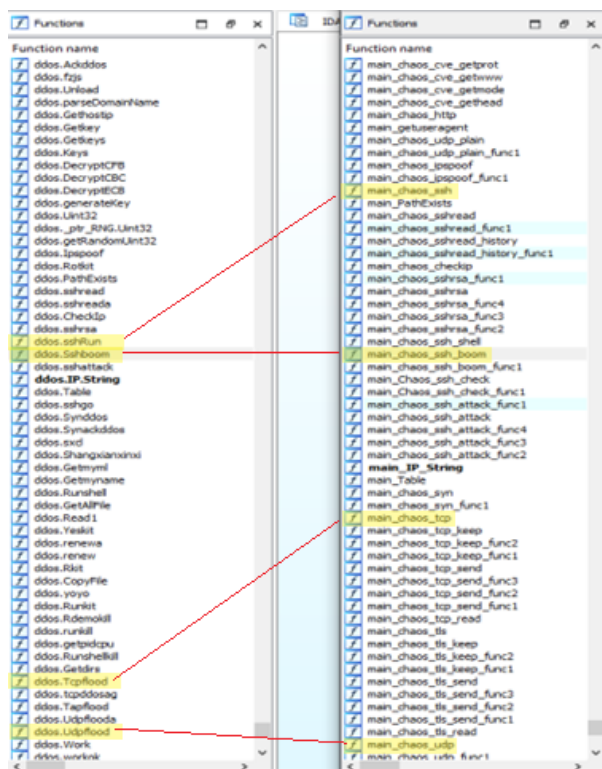 Functions
Function name
ddos.Ackddos
ddos.fzjs
ddos.Unload
ddos.parseDomainName
ddos.Gethostip
ddos.Getkey
ddos.Getkeys
ddos.Keys
ddos.DecryptCFB
ddos.DecryptCBC
ddos.DecryptECB
ddos.generateKey
ddos.Uint32
ddos._ptr_RNG.Uint32
ddos.getRandomUint32
ddos.Ipspoof
ddos.Rotkit
ddos.PathExists
ddos.sshread
ddos.sshreada
ddos.CheckIp
ddos.sshrsa
ddos.sshRun
ddos.Sshboom
ddos.sshattack
ddos.IP.String
ddos.Table
ddos.sshgo
ddos.Synddos
ddos.Synackddos
ddos.sxd
ddos.Shangxianxinxi
ddos.Getmyml
ddos.Getmyname
ddos.Runshell
ddos.GetAllFile
ddos.Read1
ddos.Yeskit
ddos.renewa
ddos.renew
ddos.Rkit
ddos.CopyFile
ddos.yoyo
ddos.Runkit
ddos.Rdemokill
ddos.runkill
ddos.getpidcpu
ddos.Runshellkill
ddos.Getdirs
ddos.Tcpflood
ddos.tcpddosag
ddos.Tapflood
ddos.Udpflooda
ddos.Udpflood
ddos.Work
ddos.workok
IDA
Functions
Function name
main_chaos_cve_getprot
main_chaos_cve_getwww
main_chaos_cve_getmode
main_chaos_cve_gethead
main_chaos_http
main_getuseragent
main_chaos_udp_plain
main_chaos_udp_plain_func1
main_chaos_ipspoof
main_chaos_ipspoof_func1
main_chaos_ssh
main_PathExists
main_chaos_sshread
main_chaos_sshread_func1
main_chaos_sshread_history
main_chaos_sshread_history_func1
main_chaos_checkip
main_chaos_sshrsa_func1
main_chaos_sshrsa
main_chaos_sshrsa_func4
main_chaos_sshrsa_func3
main_chaos_sshrsa_func2
main_chaos_ssh_shell
main_chaos_ssh_boom
main_chaos_ssh_boom_func1
main_Chaos_ssh_check
main_Chaos_ssh_check_func1
main_chaos_ssh_attack_func1
main_chaos_ssh_attack
main_chaos_ssh_attack_func4
main_chaos_ssh_attack_func3
main_chaos_ssh_attack_func2
main_IP_String
main_Table
main_chaos_syn
main_chaos_syn_func1
main_chaos_tcp
main_chaos_tcp_keep
main_chaos_tcp_keep_func2
main_chaos_tcp_keep_func1
main_chaos_tcp_send
main_chaos_tcp_send_func3
main_chaos_tcp_send_func2
main_chaos_tcp_send_func1
main_chaos_tcp_read
main_chaos_tls
main_chaos_tls_keep
main_chaos_tls_keep_func2
main_chaos_tls_keep_func1
main_chaos_tls_send
main_chaos_tls_send_func3
main_chaos_tls_send_func2
main_chaos_tls_send_func1
main_chaos_tls_read
main_chaos_udp
main_chaos_udp_func1